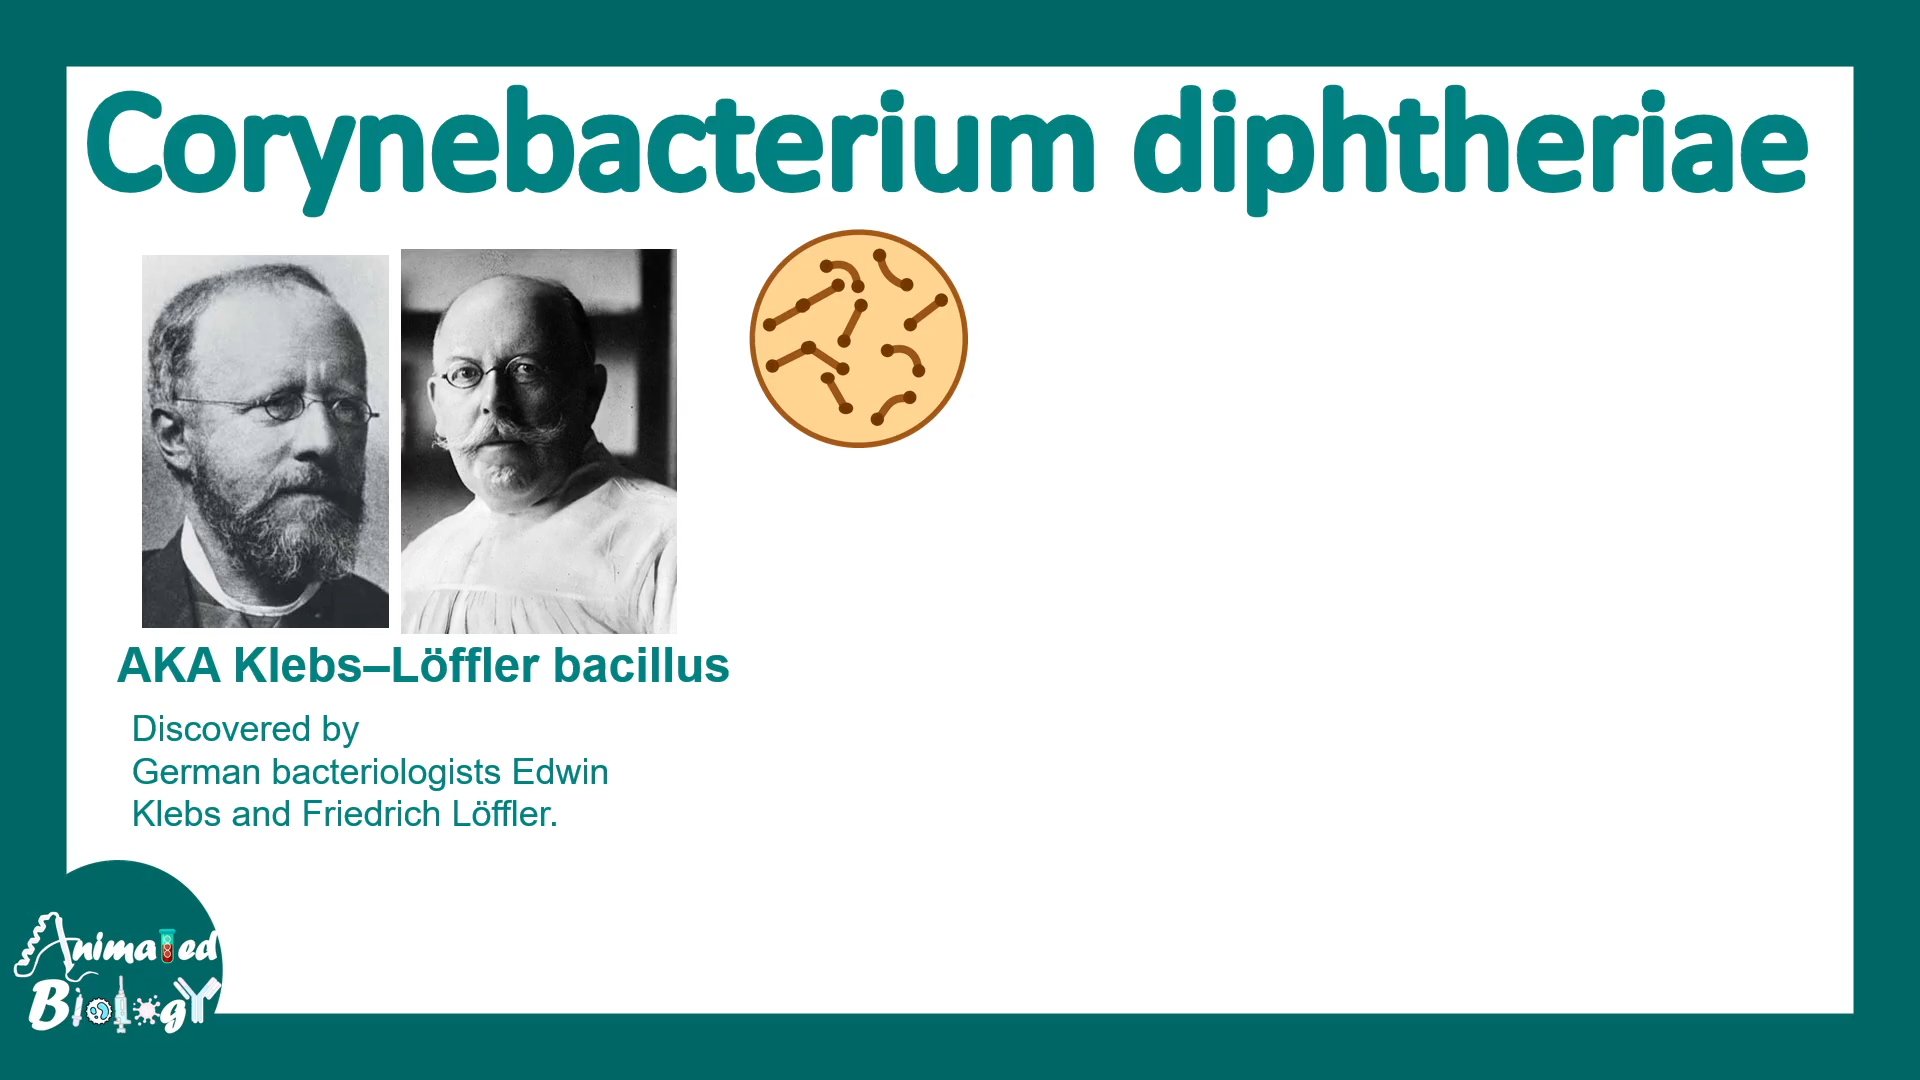 Corynebacterium diphtheriae
AKA Klebs–Löffler bacillus
Discovered by
German bacteriologists Edwin
Klebs and Friedrich Löffler.
Animated
Biology